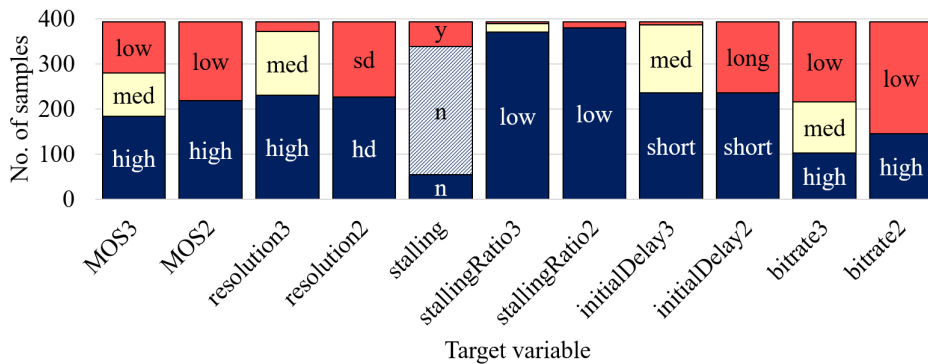 400
300
200
100
0
No. of samples
low
med
high
low
high
med
high
sd
hd
y
n
n
low
low
med
short
long
short
low
med
high
low
high
MOS3
MOS2
resolution3
resolution2
stalling
stallingRatio3
stallingRatio2
initialDelay3
initialDelay2
bitrate3
bitrate2
Target variable